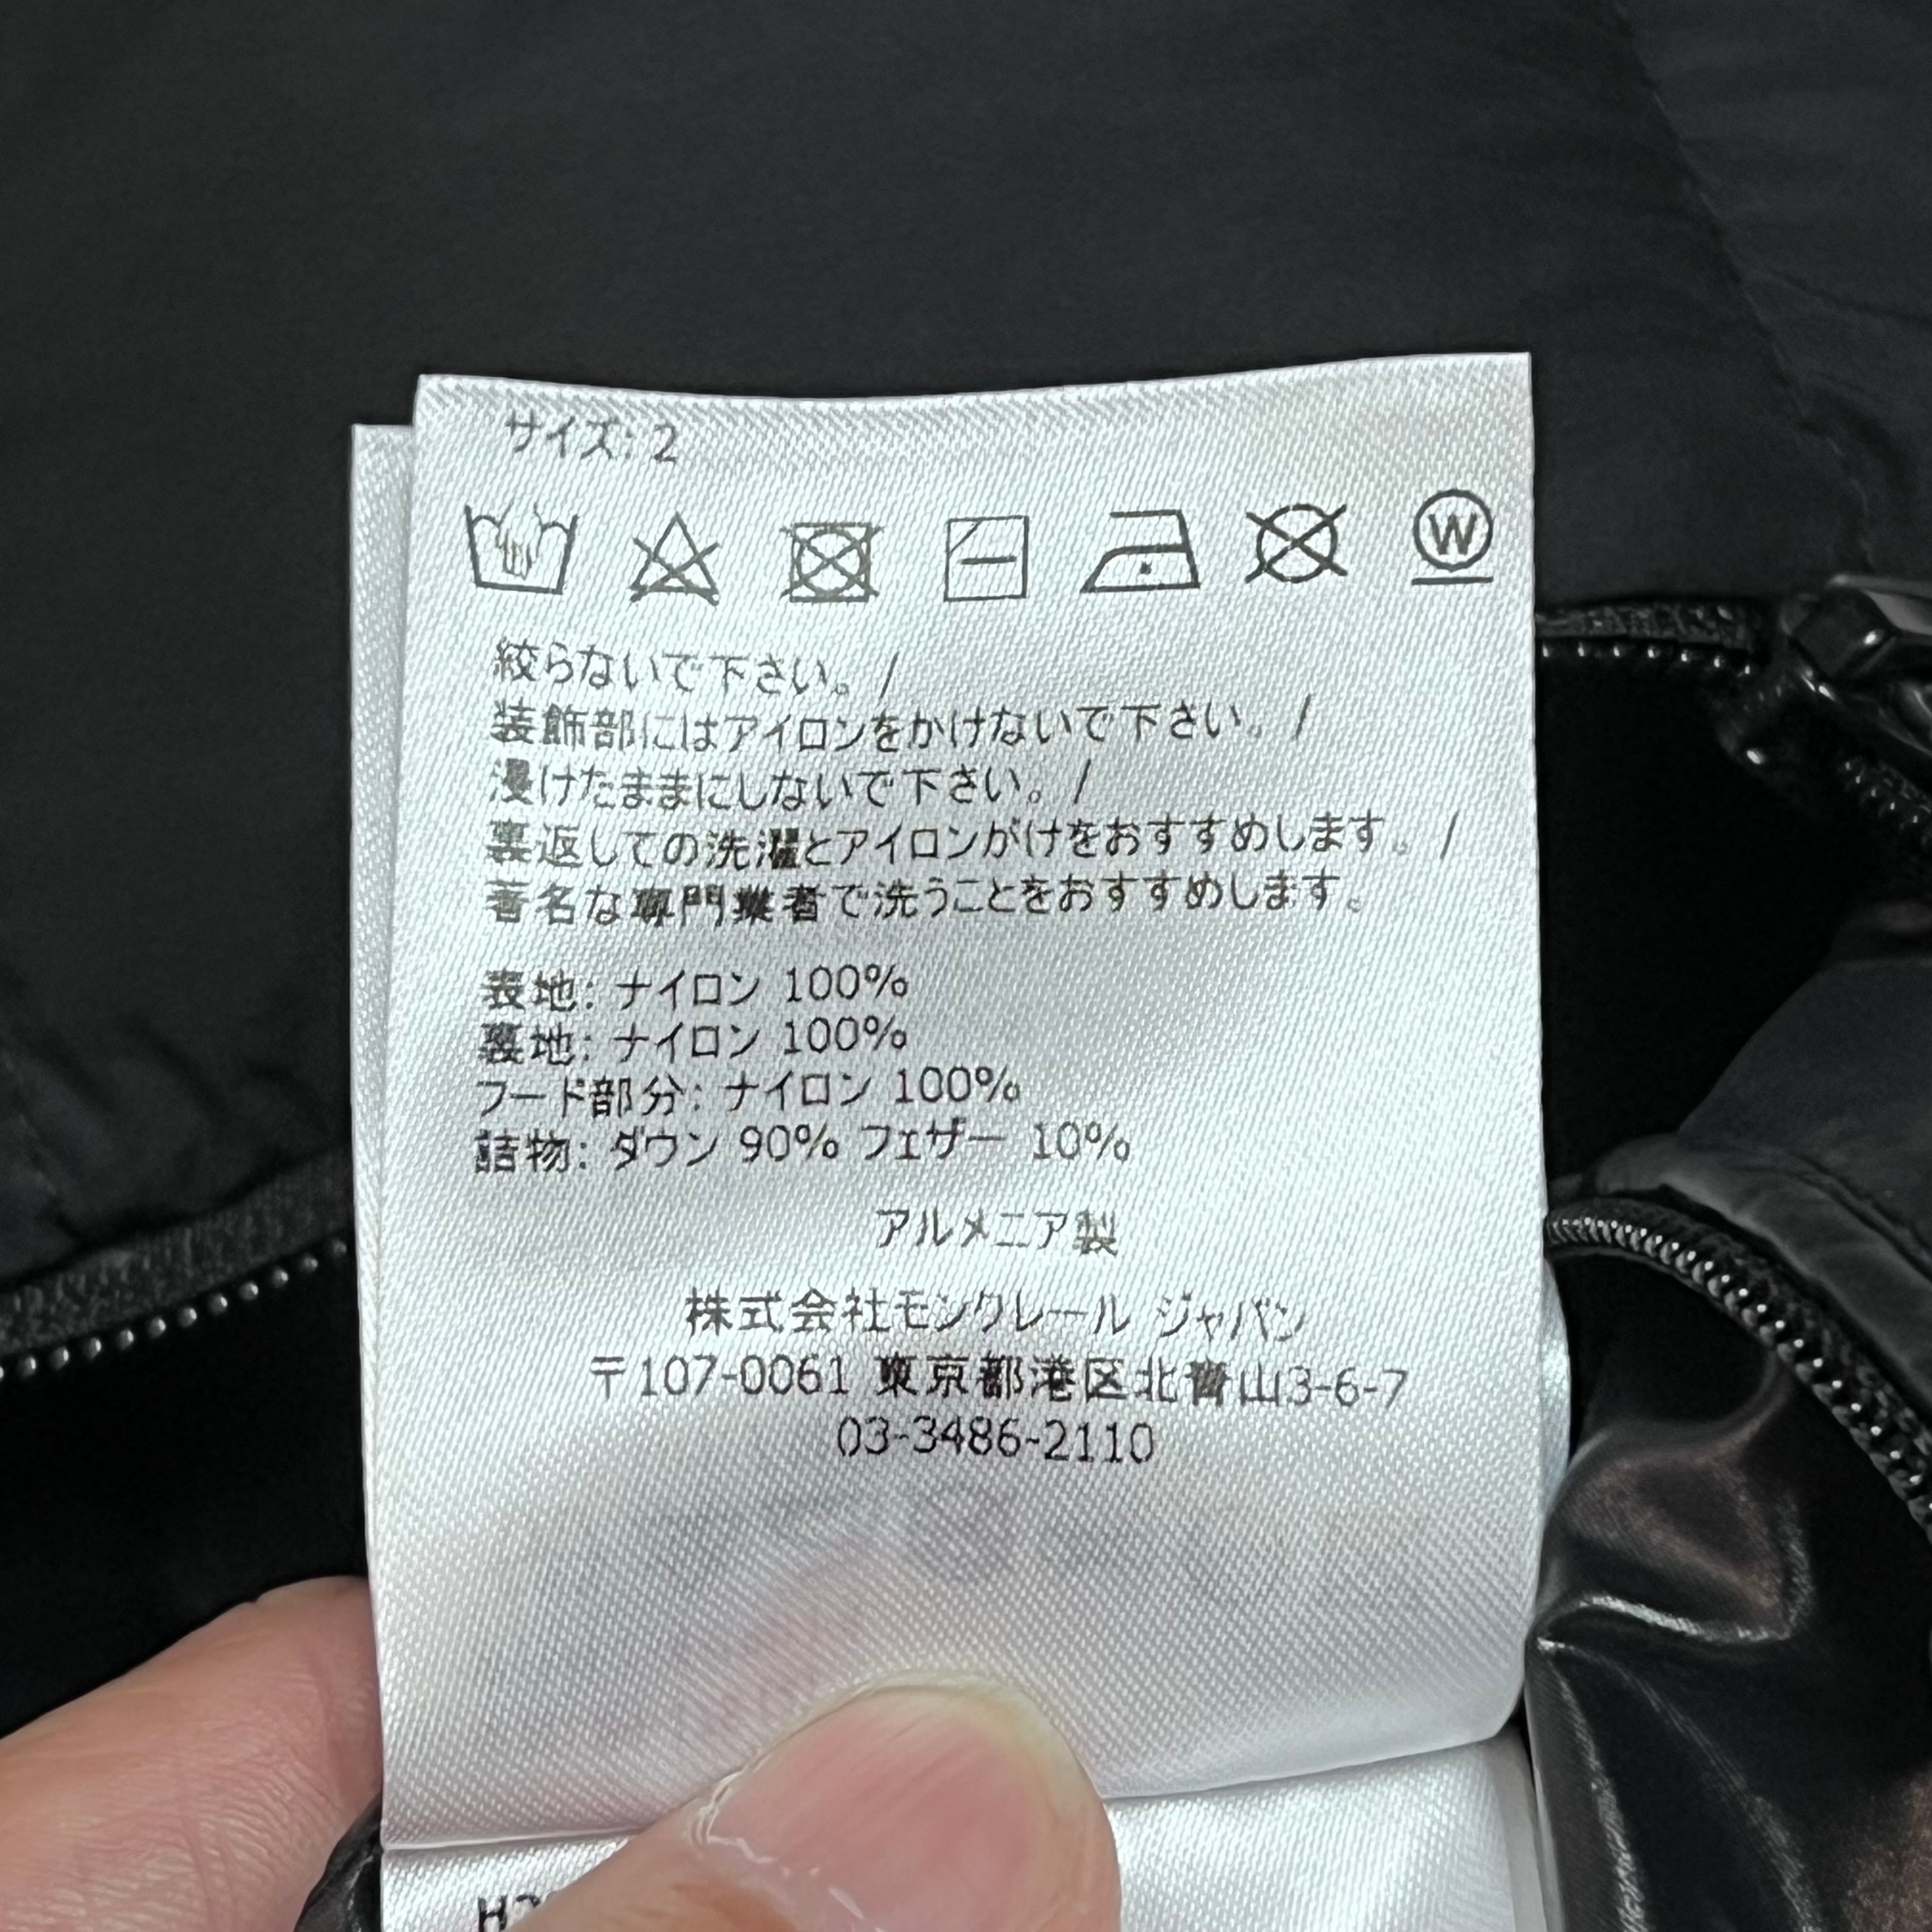 サイズ: 2
W
絞らないで下さい。/
装飾部にはアイロンをかけないで下さい。/
浸けたままにしないで下さい。/
裏返しての洗濯とアイロンがけをおすすめします。/
著名な専門業者で洗うことをおすすめします。
表地: ナイロン 100%
裏地: ナイロン 100%
フード部分: ナイロン 100%
詰物: ダウン 90% フェザー 10%
アルメニア製
株式会社モンクレール ジャパン
〒107-0061 東京都港区北青山3-6-7
03-3486-2110